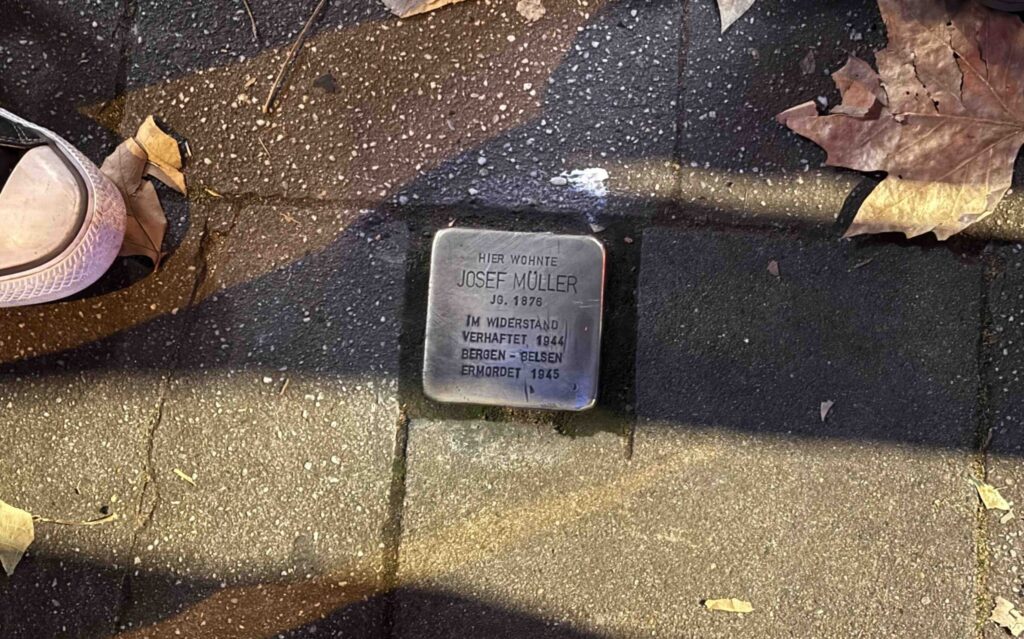 HIER WOHNTE
JOSEF MÜLLER
JG. 1876
IM WIDERSTAND
VERHAFTET 1944
BERGEN - BELSEN
ERMORDET 1945